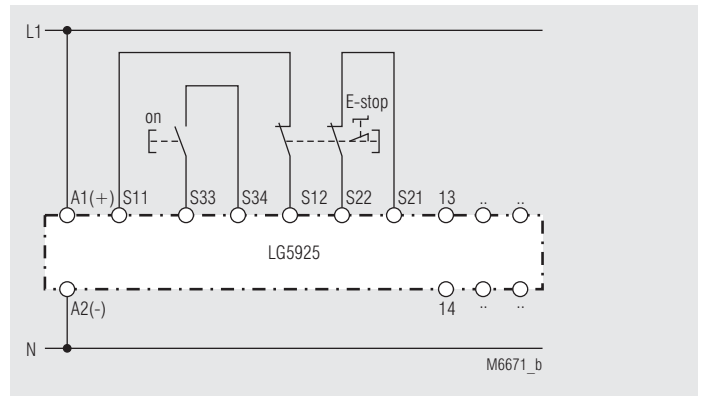 L1
E-stop
on
A1(+) S11 S33 S34 S12 S22 S21 13 .. ..
LG5925
A2(-) 14 .. ..
N
M6671_b